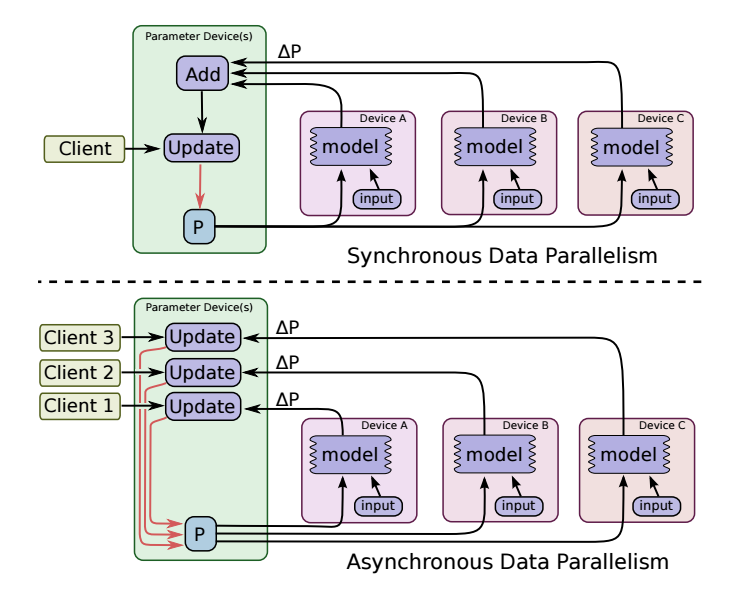 Parameter Device(s)
ΔP
Add
Device A
Device B
Device C
Client
Update
model
model
model
input
input
input
P
Synchronous Data Parallelism
Parameter Device(s)
Client 3
Update
ΔP
Client 2
Update
ΔP
Client 1
Update
ΔP
Device A
Device B
Device C
model
model
model
input
input
input
P
Asynchronous Data Parallelism